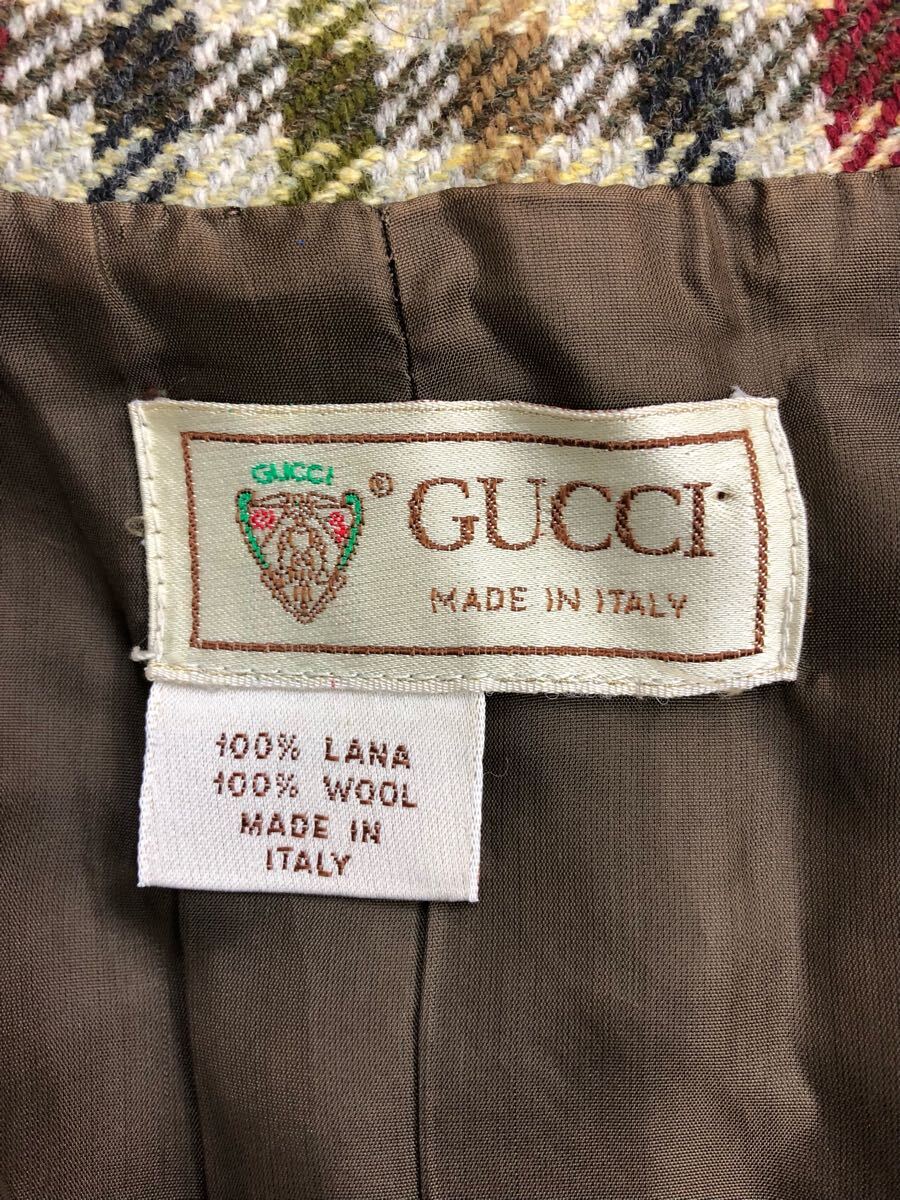 GUCCI
® GUCCI
MADE IN ITALY
100% LANA
100% WOOL
MADE IN
ITALY